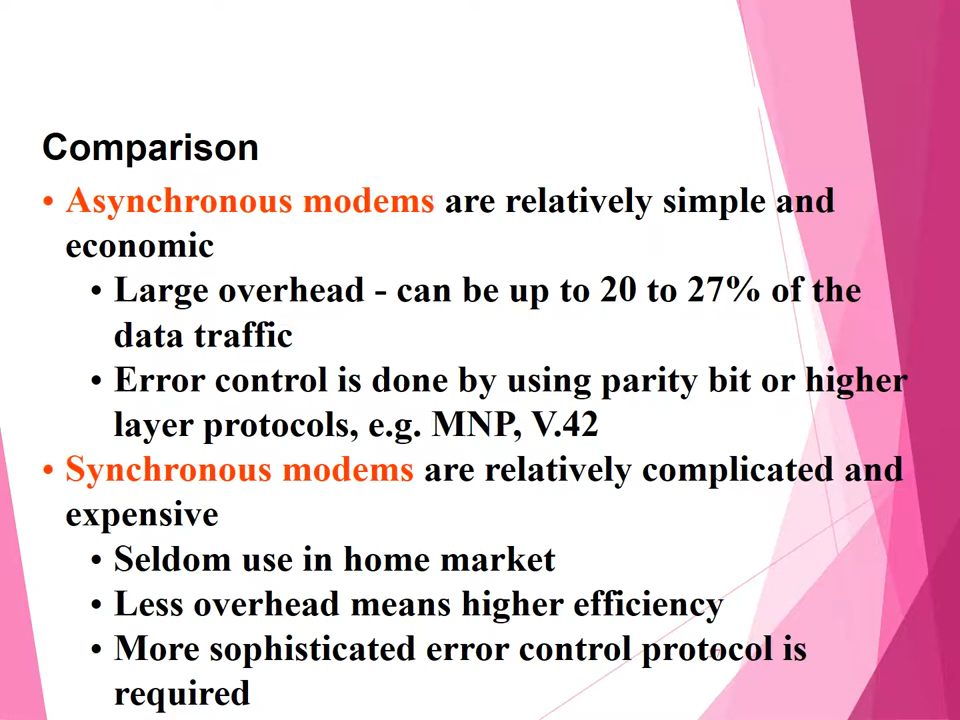 Comparison
• Asynchronous modems are relatively simple and
economic
• Large overhead - can be up to 20 to 27% of the
data traffic
• Error control is done by using parity bit or higher
layer protocols, e.g. MNP, V.42
• Synchronous modems are relatively complicated and
expensive
• Seldom use in home market
• Less overhead means higher efficiency
• More sophisticated error control protocol is
required